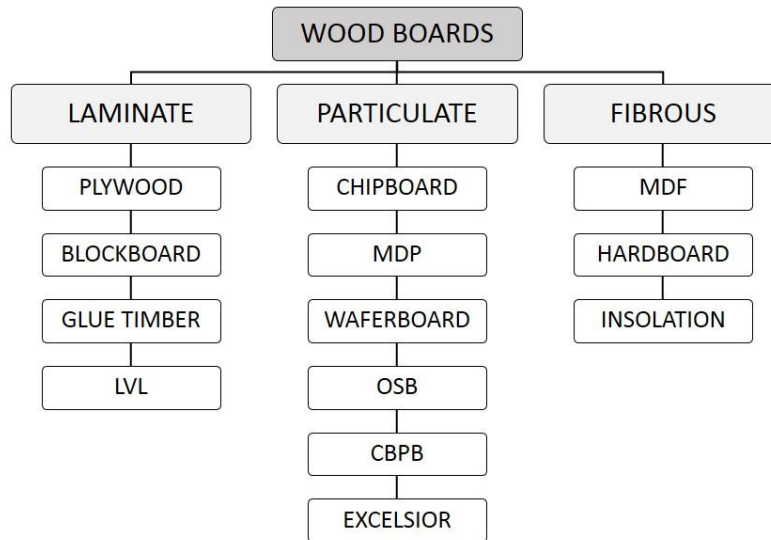 WOOD BOARDS
LAMINATE
PLYWOOD
BLOCKBOARD
GLUE TIMBER
LVL
PARTICULATE
CHIPBOARD
MDP
WAFERBOARD
OSB
CBPB
EXCELSIOR
FIBROUS
MDF
HARDBOARD
INSOLATION